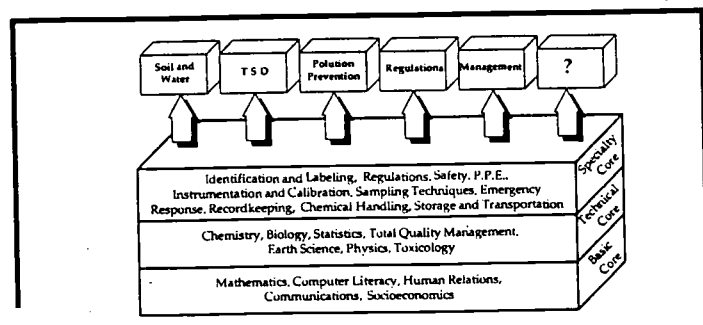 Soil and Water
T S D
Polution Prevention
Regulations
Management
?
Identification and Labeling, Regulations, Safety, P.P.E.,
Instrumentation and Calibration, Sampling Techniques, Emergency
Response, Recordkeeping, Chemical Handling, Storage and Transportation
Specialty Core
Chemistry, Biology, Statistics, Total Quality Management,
Earth Science, Physics, Toxicology
Technical Core
Mathematics, Computer Literacy, Human Relations,
Communications, Socioeconomics
Basic Core